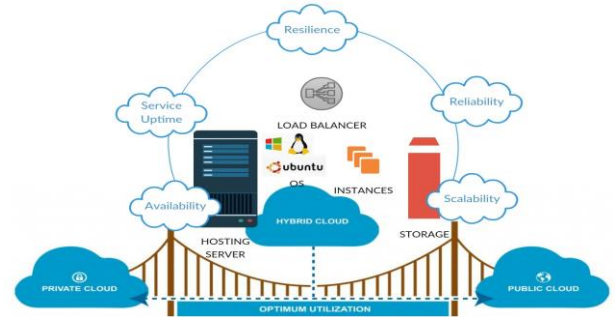 Resilience
Service
Uptime
Reliability
LOAD BALANCER
ubuntu
OS
INSTANCES
Availability
Scalability
HYBRID CLOUD
STORAGE
HOSTING
SERVER
PRIVATE CLOUD
PUBLIC CLOUD
OPTIMUM UTILIZATION